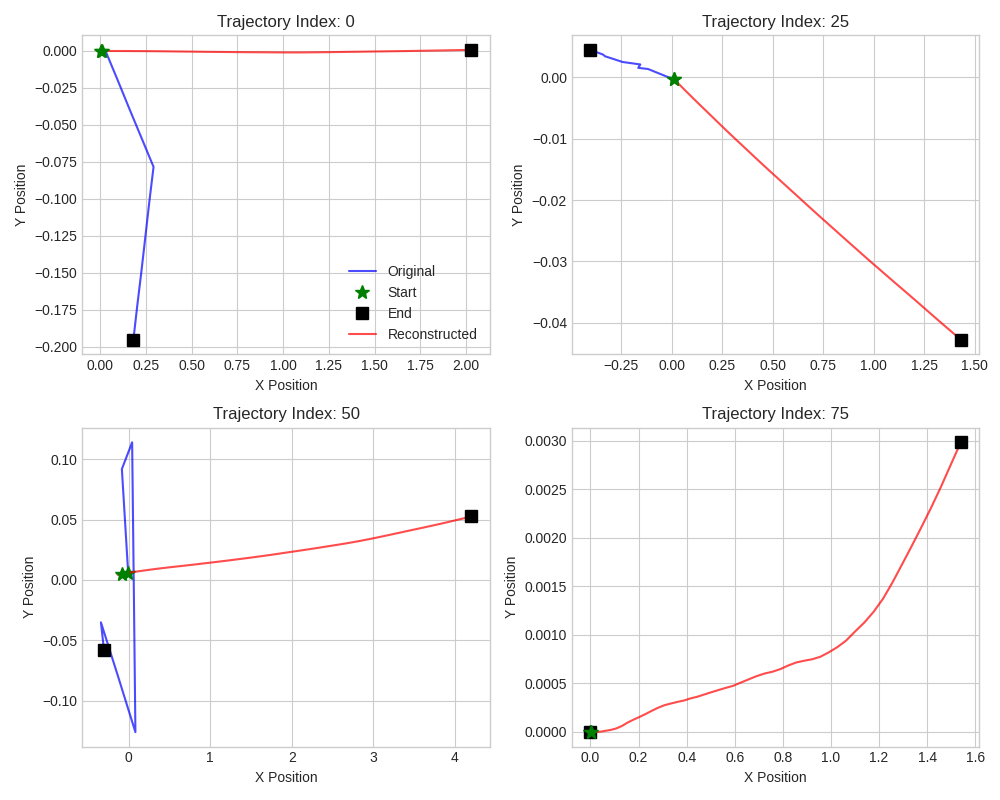 Trajectory Index: 0
0.000
−0.025
−0.050
−0.075
−0.100
−0.125
−0.150
−0.175
−0.200
Y Position
Original
Start
End
Reconstructed
0.00 0.25 0.50 0.75 1.00 1.25 1.50 1.75 2.00
X Position
Trajectory Index: 25
0.00
−0.01
−0.02
−0.03
−0.04
Y Position
−0.25 0.00 0.25 0.50 0.75 1.00 1.25 1.50
X Position
Trajectory Index: 50
0.10
0.05
0.00
−0.05
−0.10
Y Position
0 1 2 3 4
X Position
Trajectory Index: 75
0.0030
0.0025
0.0020
0.0015
0.0010
0.0005
0.0000
Y Position
0.0 0.2 0.4 0.6 0.8 1.0 1.2 1.4 1.6
X Position